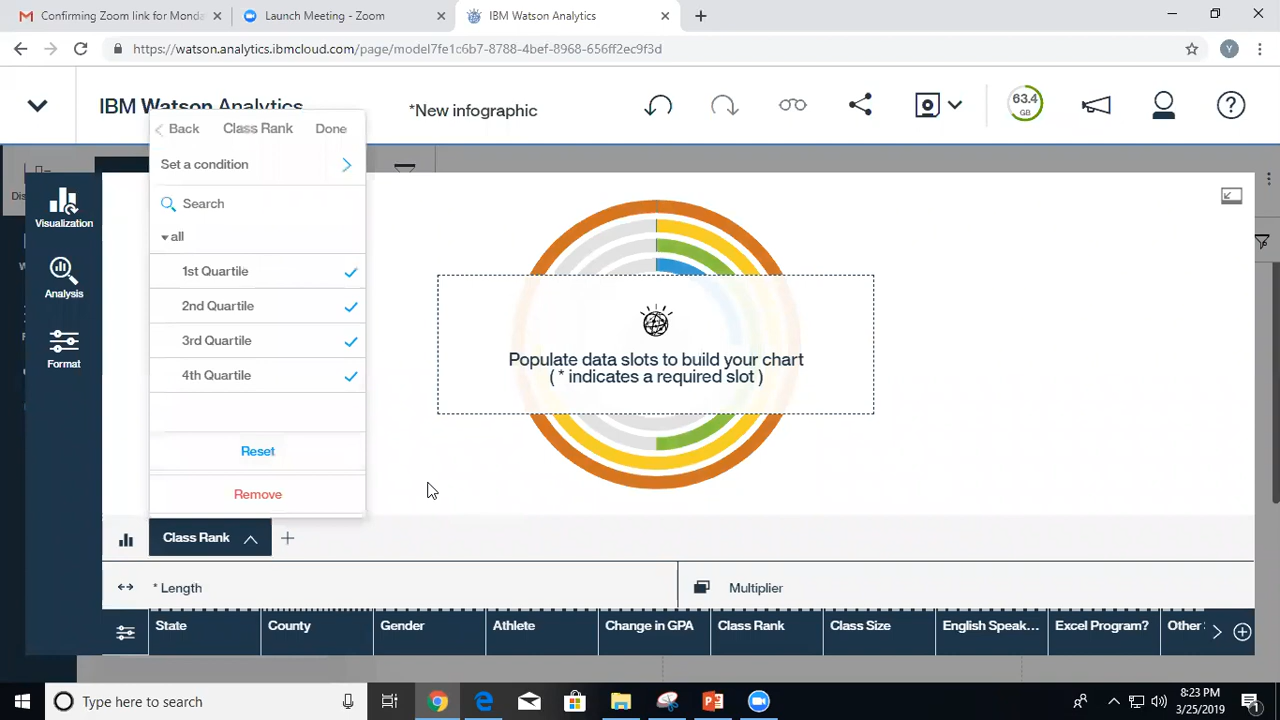 Confirming Zoom link for Monda
Launch Meeting - Zoom
IBM Watson Analytics
https://watson.analytics.ibmcloud.com/page/model7fe1c6b7-8788-4bef-8968-656ff2ec9f3d
IBM Watson Analytics
*New infographic
63.4
GB
Back
Class Rank
Done
Set a condition
Search
all
1st Quartile
2nd Quartile
3rd Quartile
4th Quartile
Reset
Remove
Dis
Visualization
Analysis
Format
Populate data slots to build your chart
( * indicates a required slot )
Class Rank
* Length
Multiplier
State
County
Gender
Athlete
Change in GPA
Class Rank
Class Size
English Speak...
Excel Program?
Other
Type here to search
8:23 PM
3/25/2019
1